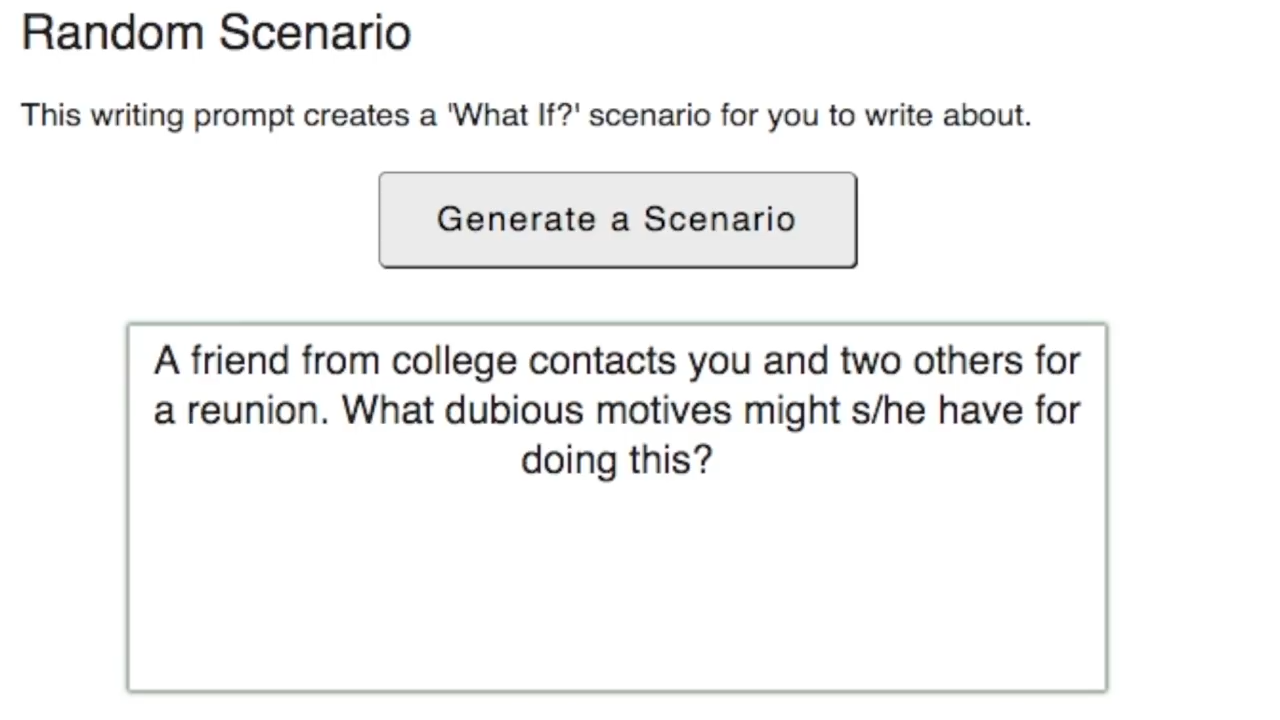 Random Scenario
This writing prompt creates a 'What If?' scenario for you to write about.
Generate a Scenario
A friend from college contacts you and two others for
a reunion. What dubious motives might s/he have for
doing this?